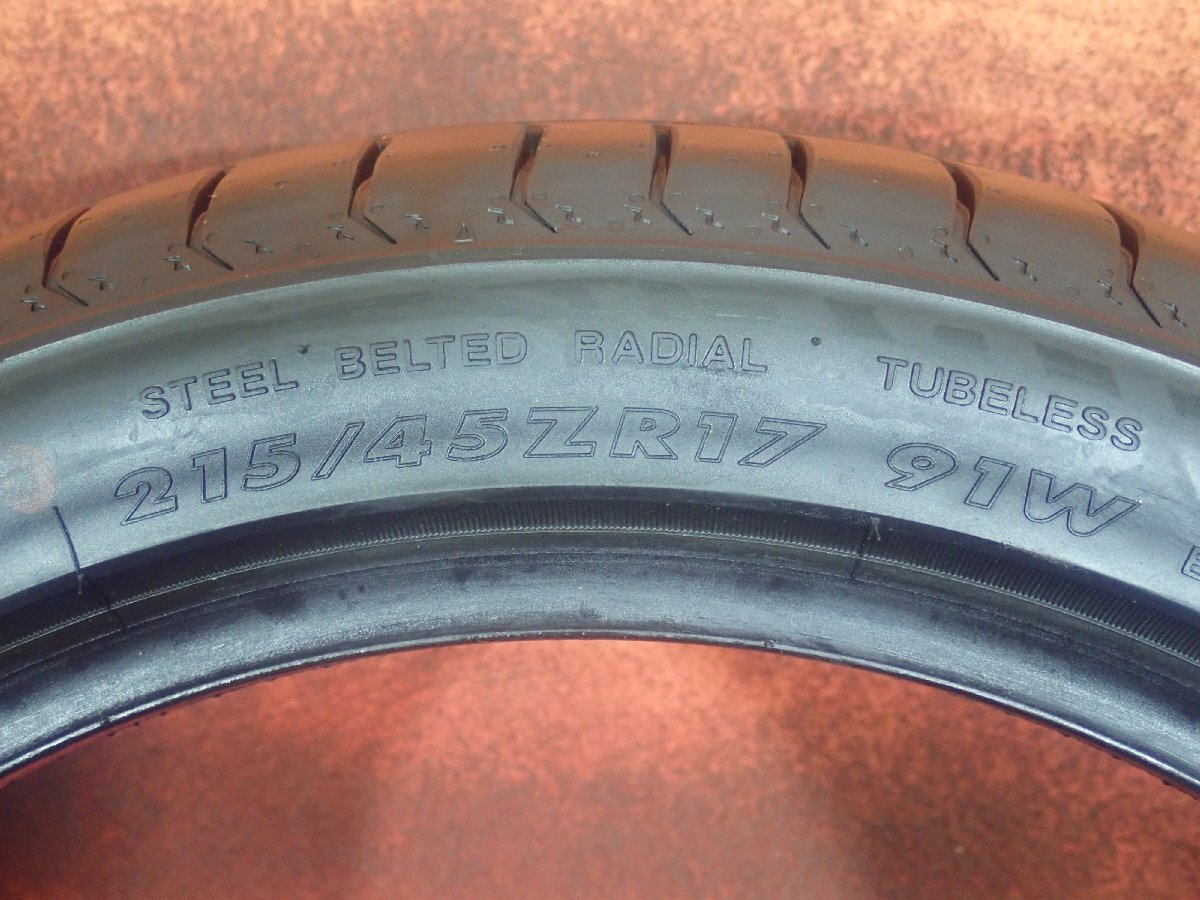 STEEL BELTED RADIAL TUBELESS
215/45ZR17 91W